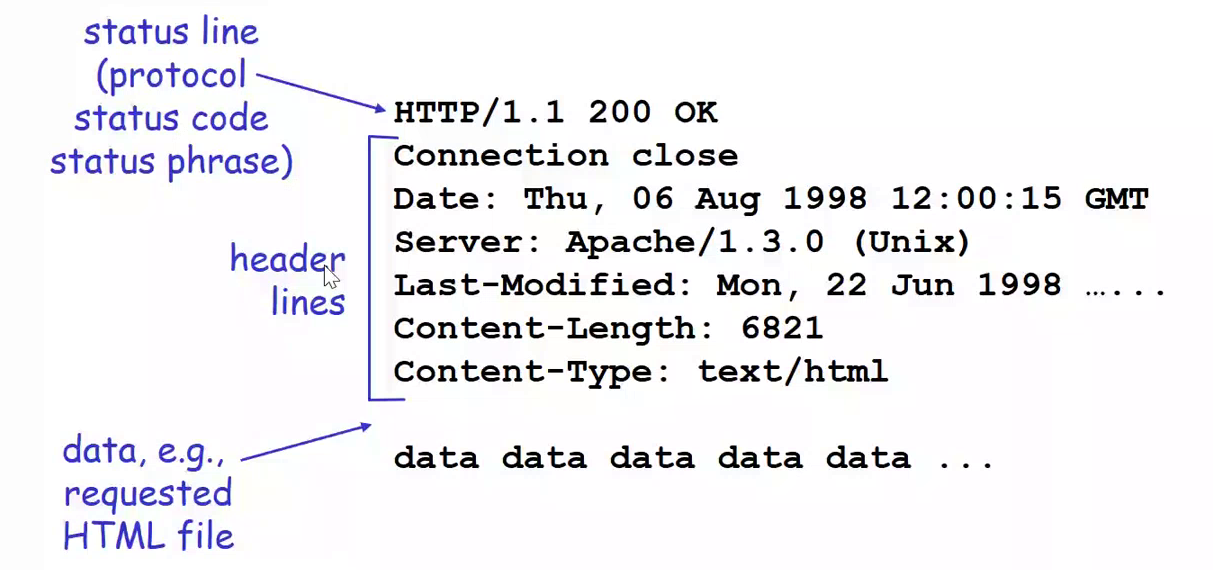 status line
(protocol
status code
status phrase)
HTTP/1.1 200 OK
Connection close
Date: Thu, 06 Aug 1998 12:00:15 GMT
Server: Apache/1.3.0 (Unix)
Last-Modified: Mon, 22 Jun 1998 …...
Content-Length: 6821
Content-Type: text/html
header
lines
data, e.g.,
requested
HTML file
data data data data data ...